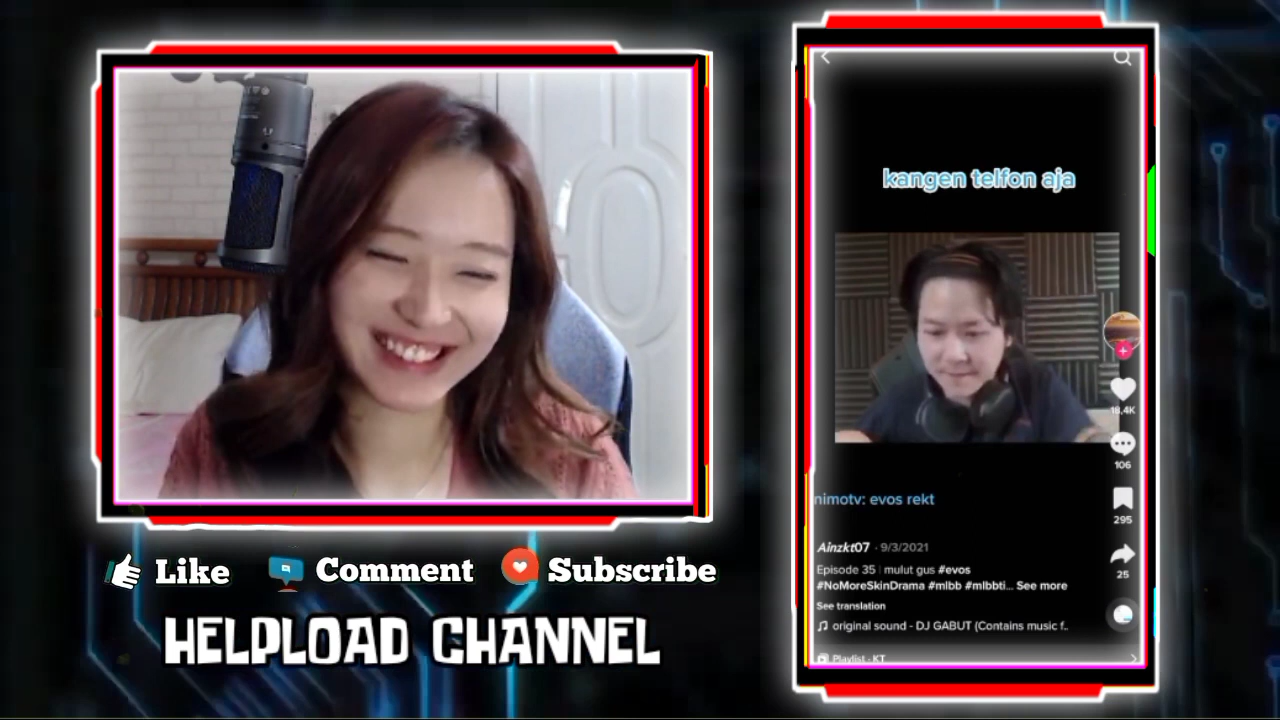 Like
Comment
Subscribe
HELPLOAD CHANNEL
kangen telfon aja
nimotv: evos rekt
18,4K
106
295
25
Ainzkt07 · 9/3/2021
Episode 35 | mulut gus #evos
#NoMoreSkinDrama #mlbb #mlbbti... See more
See translation
original sound - DJ GABUT (Contains music f..
Playlist - KT